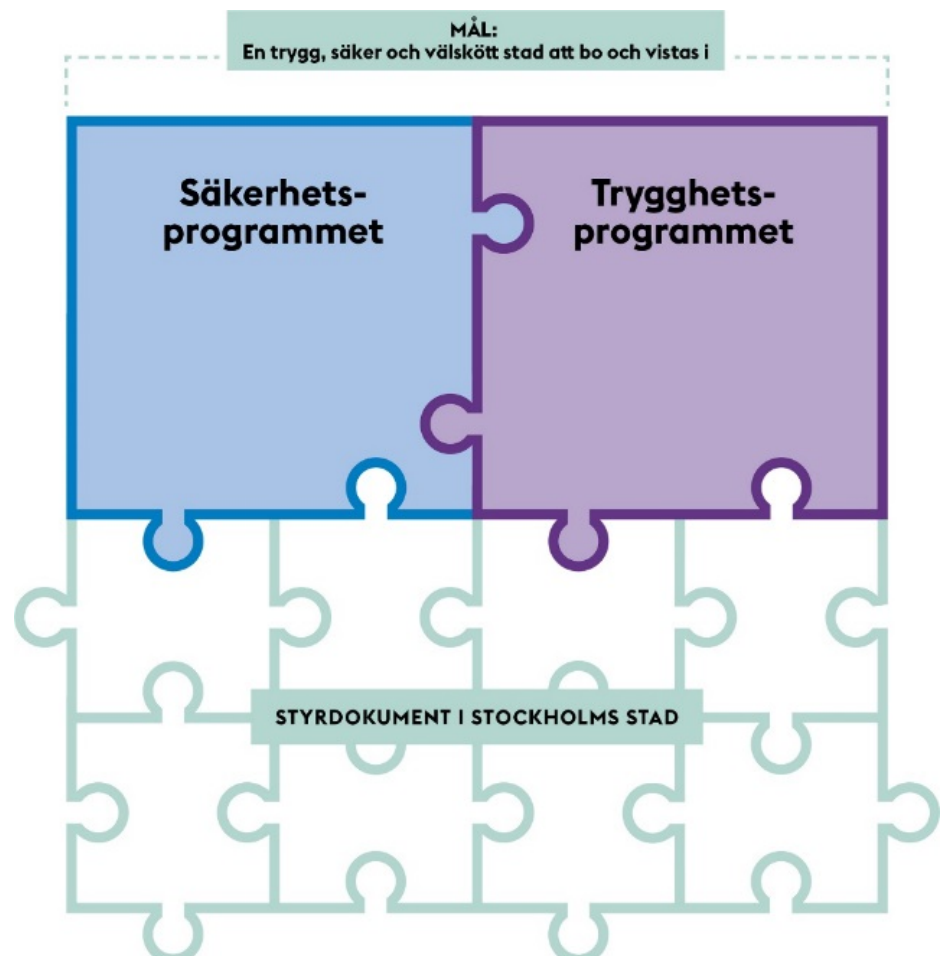 MÅL:
En trygg, säker och välskött stad att bo och vistas i
Säkerhets-
programmet
Trygghets-
programmet
STYRDOKUMENT I STOCKHOLMS STAD